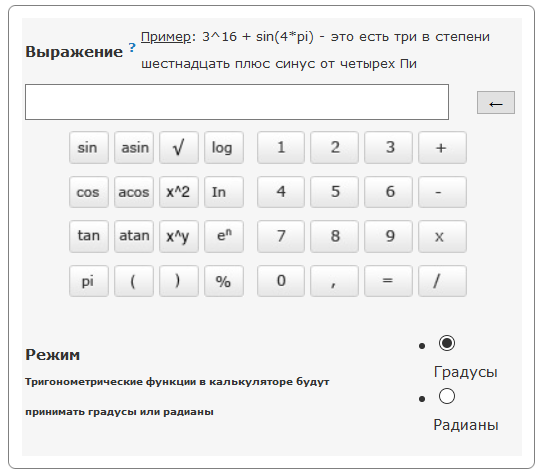 Выражение ? Пример: 3^16 + sin(4*pi) - это есть три в степени
шестнадцать плюс синус от четырех Пи
←
sin asin √ log 1 2 3 +
cos acos x^2 In 4 5 6 -
tan atan x^y eⁿ 7 8 9 x
pi ( ) % 0 , = /
Режим
Тригонометрические функции в калькуляторе будут
принимать градусы или радианы
Градусы
Радианы